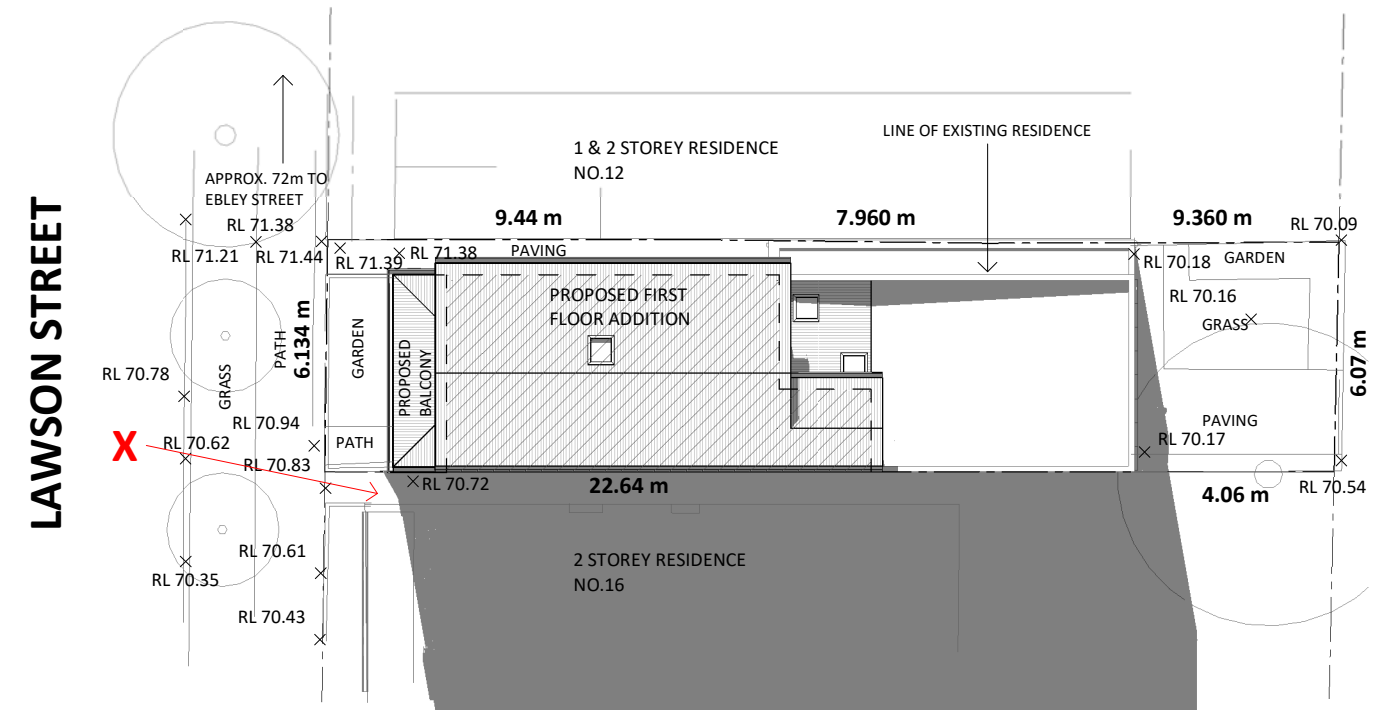 LAWSON STREET
1 & 2 STOREY RESIDENCE
NO.12
LINE OF EXISTING RESIDENCE
APPROX. 72m TO
EBLEY STREET
RL 71.38
RL 71.21
RL 71.44
RL 71.39
RL 71.38
9.44 m
7.960 m
9.360 m
RL 70.09
PAVING
RL 70.18
GARDEN
PROPOSED FIRST
FLOOR ADDITION
RL 70.16
GRASS
6.134 m
PATH
GARDEN
PROPOSED
BALCONY
GRASS
RL 70.78
6.07 m
RL 70.94
PAVING
X
RL 70.62
PATH
RL 70.17
RL 70.83
RL 70.72
22.64 m
4.06 m
RL 70.54
RL 70.61
2 STOREY RESIDENCE
NO.16
RL 70.35
RL 70.43